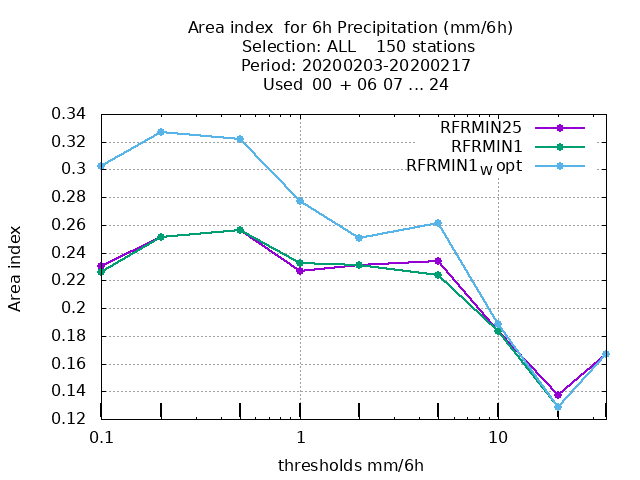 Area index  for 6h Precipitation (mm/6h)
Selection: ALL    150 stations
Period: 20200203-20200217
Used  00  + 06 07 ... 24
RFRMIN25
RFRMIN1
RFRMIN1W opt
0.34
0.32
0.3
0.28
0.26
0.24
0.22
0.2
0.18
0.16
0.14
0.12
Area index
0.1 1 10
thresholds mm/6h